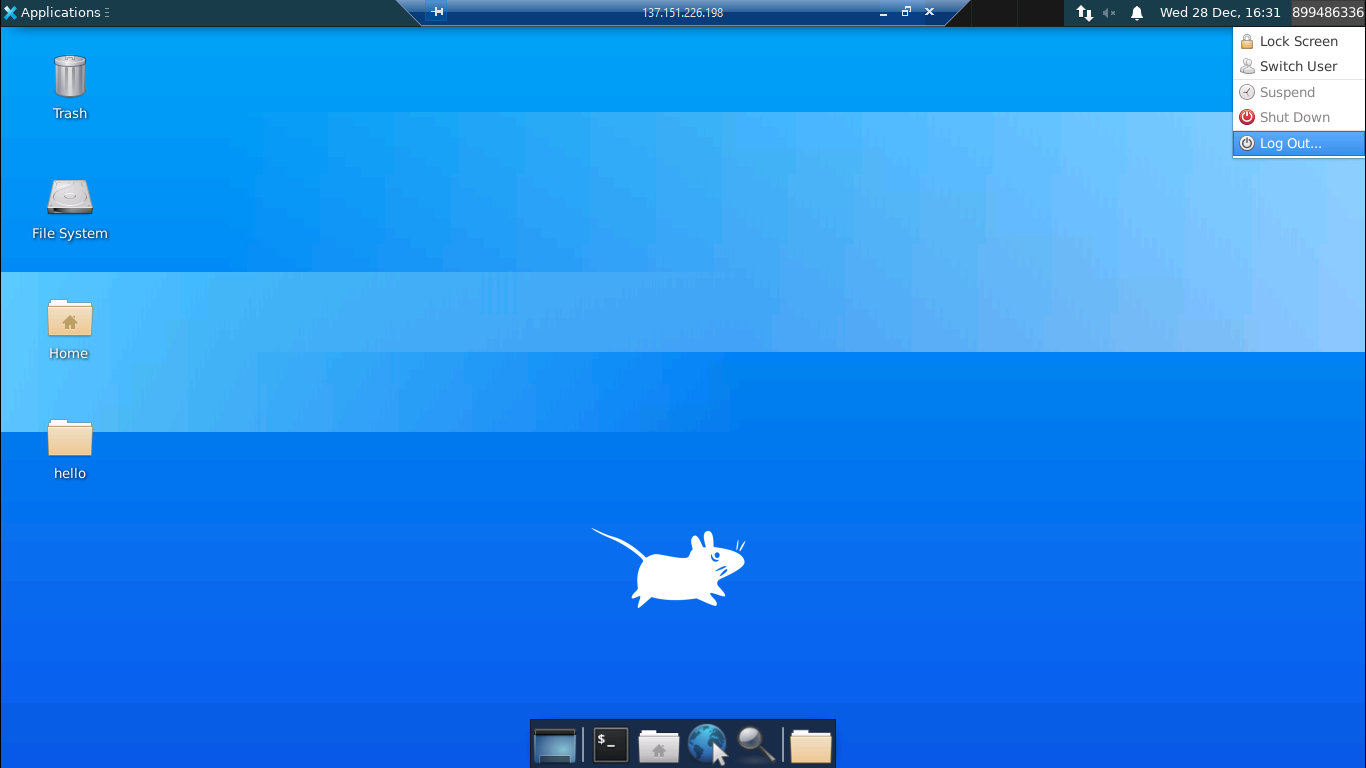 Applications
137.151.226.198
Wed 28 Dec, 16:31
899486336
Lock Screen
Switch User
Suspend
Shut Down
Log Out...
Trash
File System
Home
hello
$_